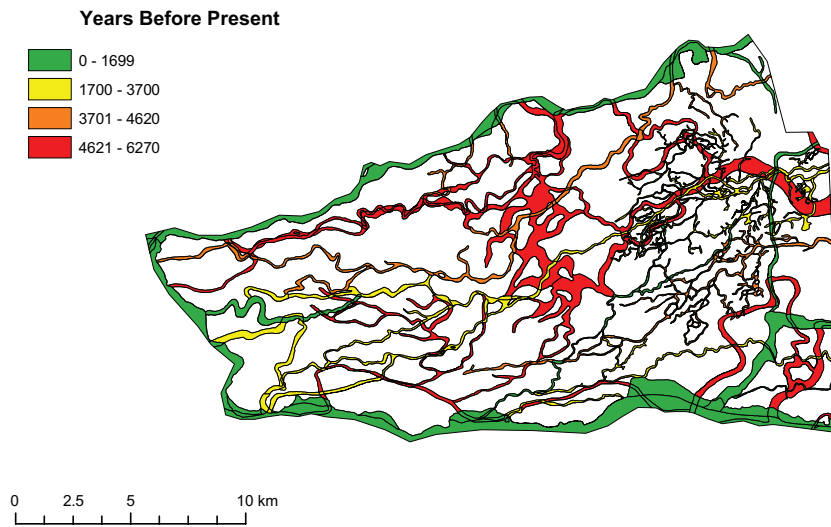 Years Before Present
0 - 1699
1700 - 3700
3701 - 4620
4621 - 6270
0 2.5 5 10 km